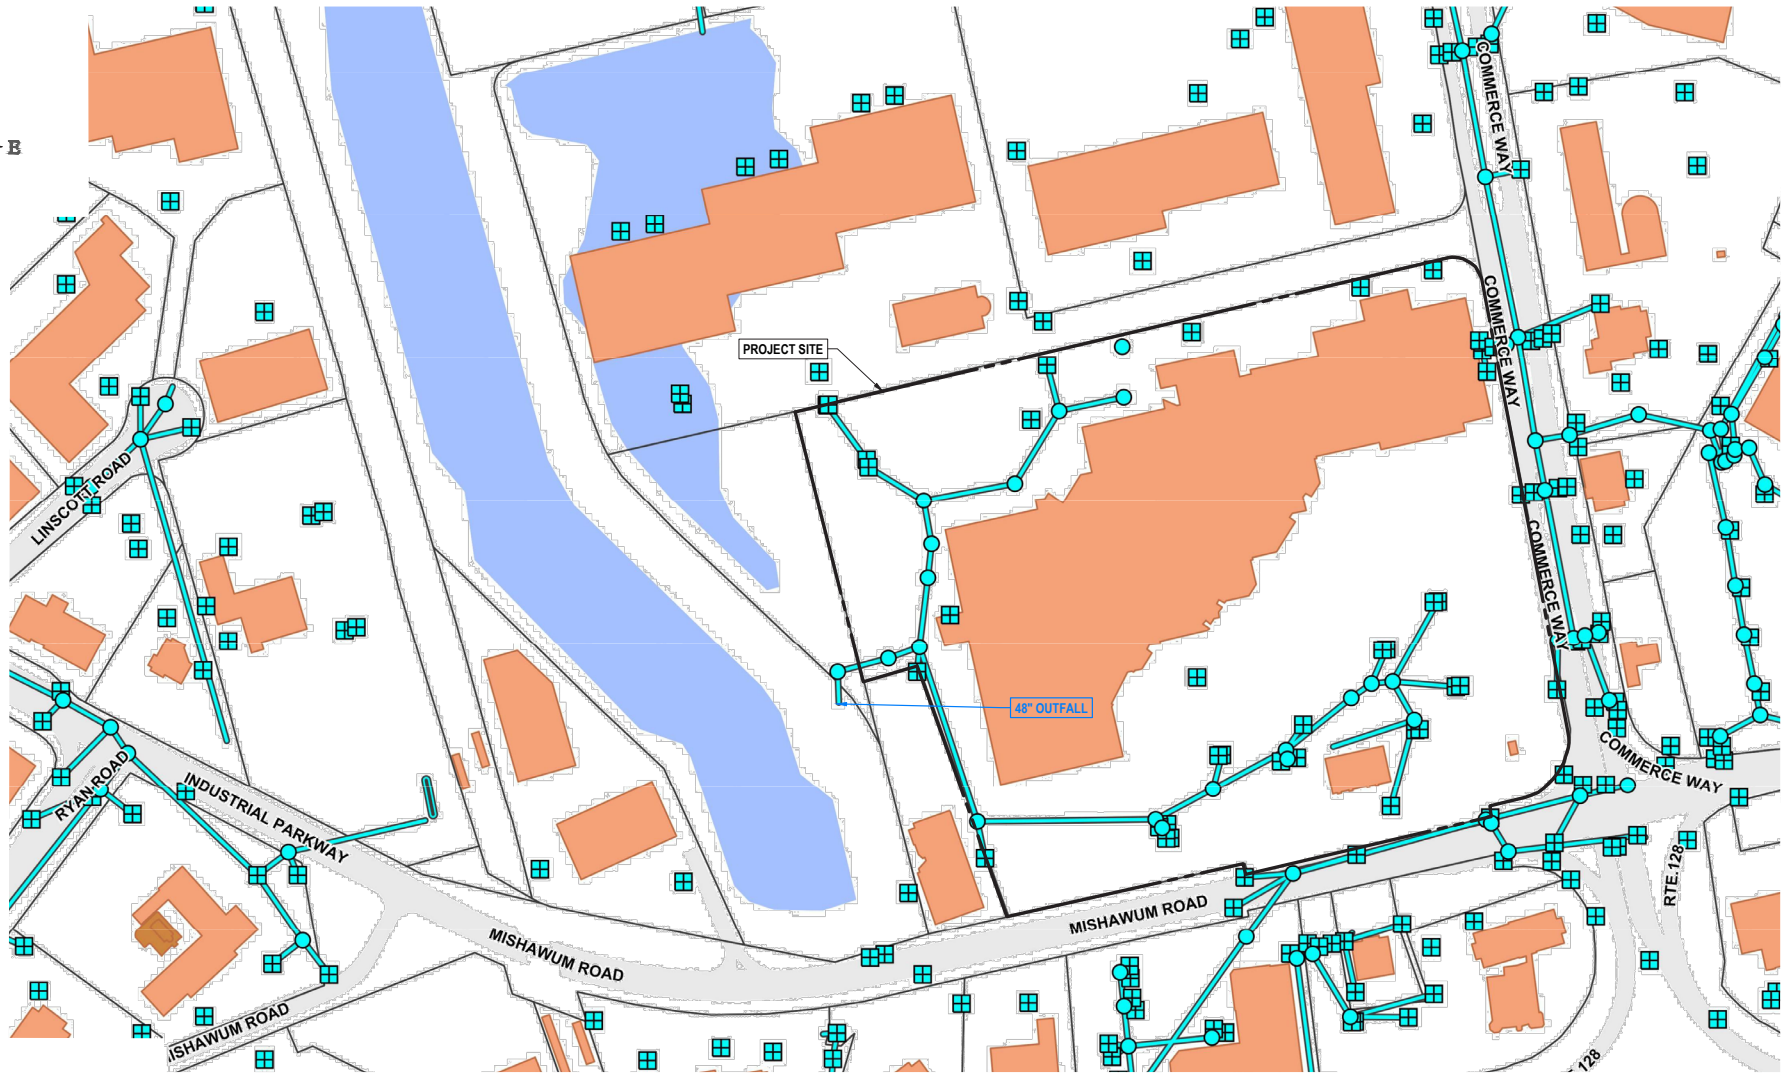 E
COMMERCE WAY
COMMERCE WAY
PROJECT SITE
LINSCOTT ROAD
COMMERCE WAY
48" OUTFALL
COMMERCE WAY
RYAN ROAD
INDUSTRIAL PARKWAY
RTE.128
MISHAWUM ROAD
MISHAWUM ROAD
ISHAWUM ROAD
128